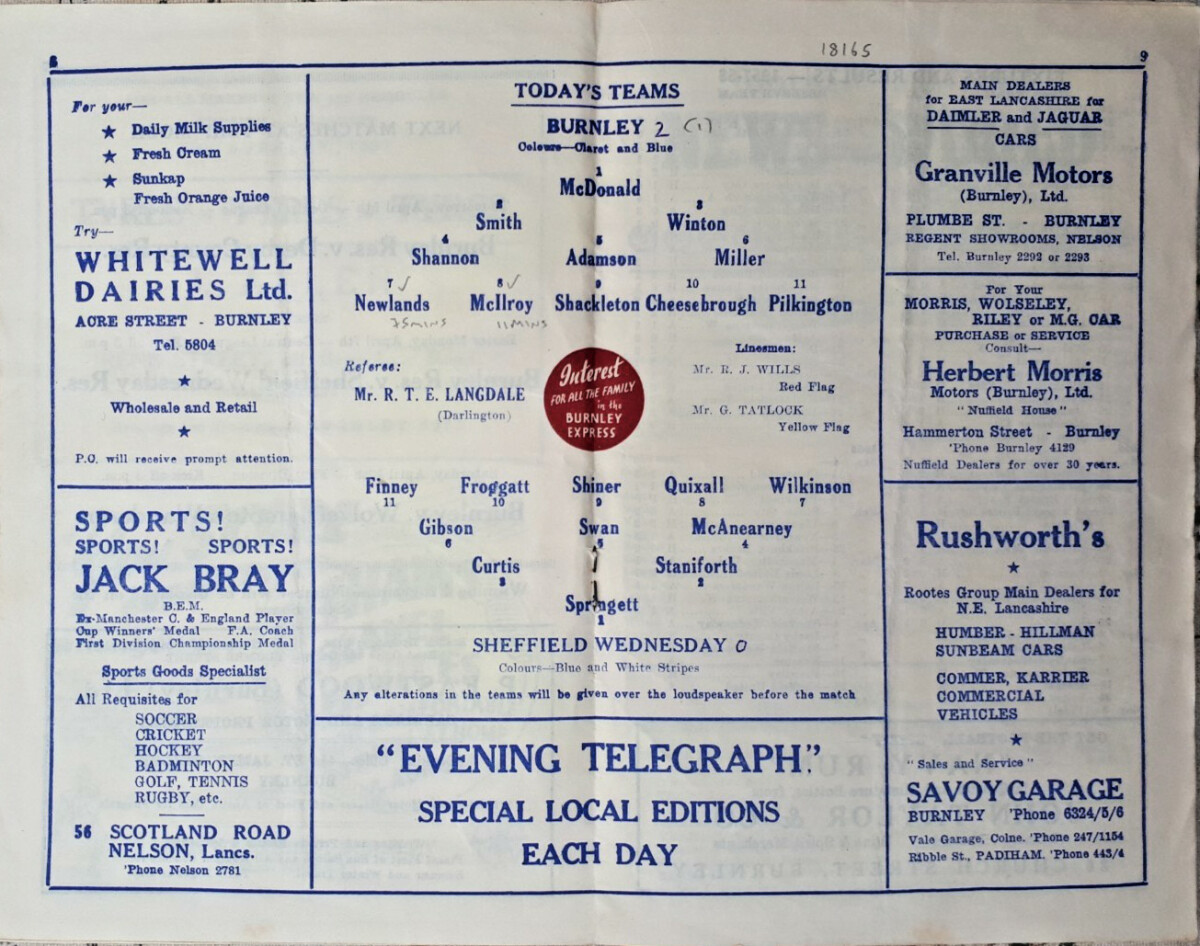 8
18165
9
For your—
★ Daily Milk Supplies
★ Fresh Cream
★ Sunkap
Fresh Orange Juice
Try—
WHITEWELL
DAIRIES Ltd.
ACRE STREET - BURNLEY
Tel. 5804
★
Wholesale and Retail
★
P.O. will receive prompt attention.
SPORTS!
SPORTS! SPORTS!
JACK BRAY
B.E.M.
Ex-Manchester C. & England Player
Cup Winners' Medal F.A. Coach
First Division Championship Medal
Sports Goods Specialist
All Requisites for
SOCCER
CRICKET
HOCKEY
BADMINTON
GOLF, TENNIS
RUGBY, etc.
56 SCOTLAND ROAD
NELSON, Lancs.
'Phone Nelson 2781
TODAY'S TEAMS
BURNLEY 2 (1)
Colours—Claret and Blue
1
McDonald
2 3
Smith Winton
4 5 6
Shannon Adamson Miller
7 ✓ 8 ✓ 9 10 11
Newlands McIlroy Shackleton Cheesebrough Pilkington
75MINS 11MINS
Referee:
Mr. R. T. E. LANGDALE
(Darlington)
Interest
FOR ALL THE FAMILY
in the
BURNLEY
EXPRESS
Linesmen:
Mr. R. J. WILLS
Red Flag
Mr. G. TATLOCK
Yellow Flag
Finney Froggatt Shiner Quixall Wilkinson
11 10 9 8 7
Gibson Swan McAnearney
6 5 4
Curtis Staniforth
3 2
Springett
1
SHEFFIELD WEDNESDAY 0
Colours—Blue and White Stripes
Any alterations in the teams will be given over the loudspeaker before the match
"EVENING TELEGRAPH."
SPECIAL LOCAL EDITIONS
EACH DAY
MAIN DEALERS
for EAST LANCASHIRE for
DAIMLER and JAGUAR
CARS
Granville Motors
(Burnley), Ltd.
PLUMBE ST. - BURNLEY
REGENT SHOWROOMS, NELSON
Tel. Burnley 2292 or 2293
For Your
MORRIS, WOLSELEY,
RILEY or M.G. CAR
PURCHASE or SERVICE
Consult—
Herbert Morris
Motors (Burnley), Ltd.
"Nuffield House"
Hammerton Street - Burnley
'Phone Burnley 4129
Nuffield Dealers for over 30 years.
Rushworth's
★
Rootes Group Main Dealers for
N.E. Lancashire
HUMBER - HILLMAN
SUNBEAM CARS
COMMER, KARRIER
COMMERCIAL
VEHICLES
★
"Sales and Service"
SAVOY GARAGE
BURNLEY 'Phone 6324/5/6
Vale Garage, Colne. 'Phone 247/1154
Ribble St., PADIHAM. 'Phone 443/4